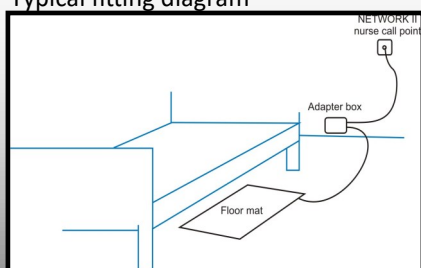 Typical fitting diagram
NETWORK II
nurse call point
Adapter box
Floor mat